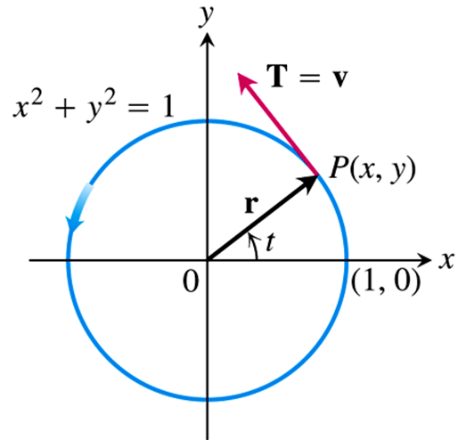 y
T = v
x² + y² = 1
P(x, y)
r
t
x
0
(1, 0)